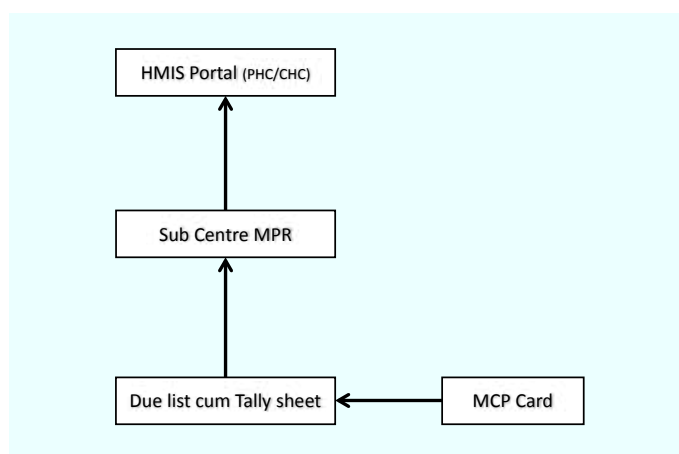 HMIS Portal (PHC/CHC)
Sub Centre MPR
Due list cum Tally sheet
MCP Card